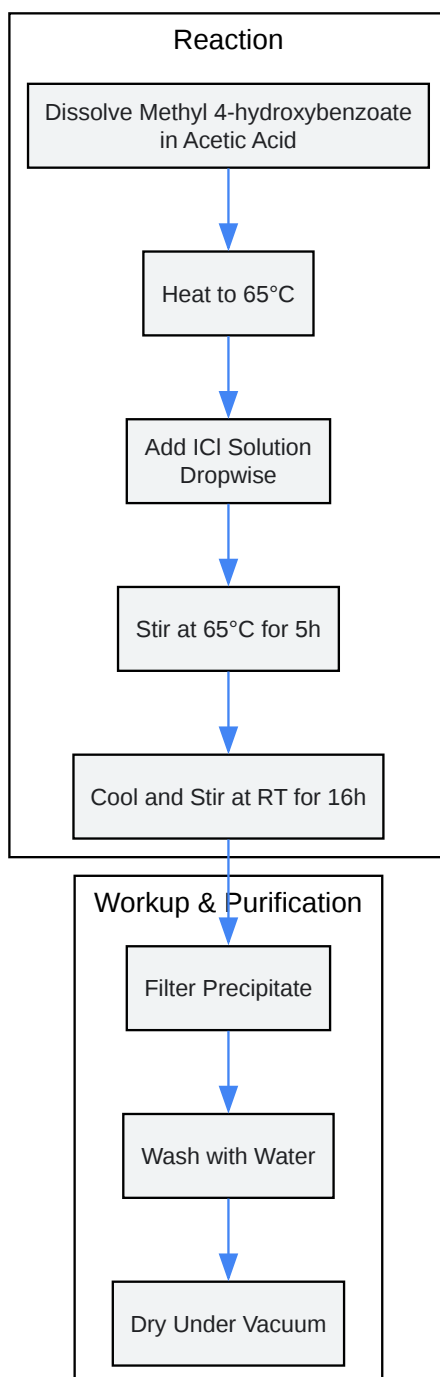 Reaction
Dissolve Methyl 4-hydroxybenzoate
in Acetic Acid
Heat to 65°C
Add ICl Solution
Dropwise
Stir at 65°C for 5h
Cool and Stir at RT for 16h
Workup & Purification
Filter Precipitate
Wash with Water
Dry Under Vacuum